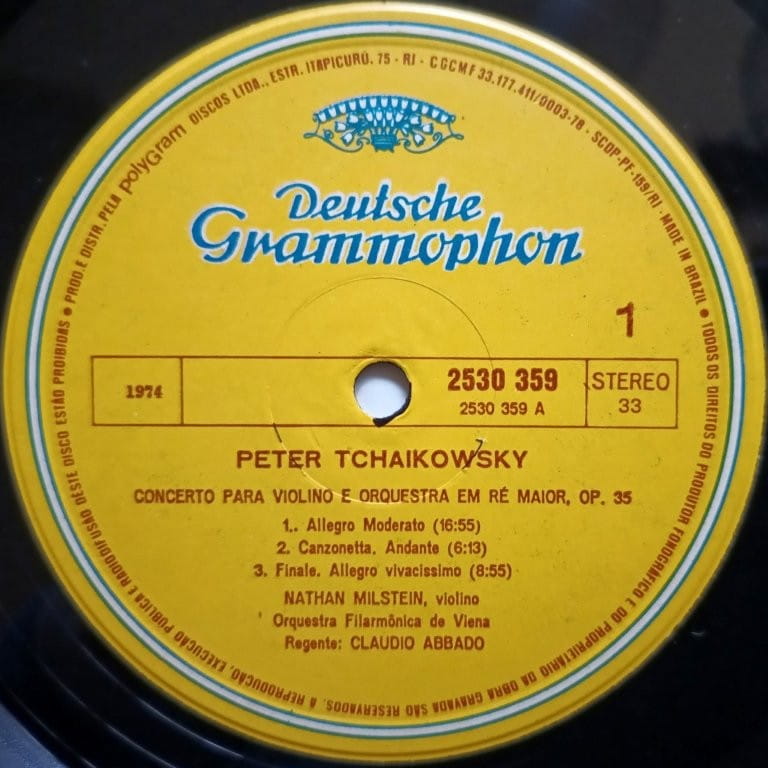 PROD. E DISTR. PELA polyGram DISCOS LTDA., ESTR. ITAPICURÚ, 75 - RJ - CGCMF 33.177.411/0003-78 - SCDP-PF-159/RJ - MADE IN BRAZIL ● TODOS OS DIREITOS DO PRODUTOR FONOGRÁFICO E DO PROPRIETÁRIO DA OBRA GRAVADA SÃO RESERVADOS. A REPRODUÇÃO, EXECUÇÃO PÚBLICA E RADIODIFUSÃO DESTE DISCO ESTÃO PROIBIDAS ●
Deutsche
Grammophon
1
1974
2530 359
2530 359 A
STEREO
33
PETER TCHAIKOWSKY
CONCERTO PARA VIOLINO E ORQUESTRA EM RÉ MAIOR, OP. 35
1.. Allegro Moderato (16:55)
2. Canzonetta. Andante (6:13)
3. Finale. Allegro vivacissimo (8:55)
NATHAN MILSTEIN, violino
Orquestra Filarmônica de Viena
Regente: CLAUDIO ABBADO